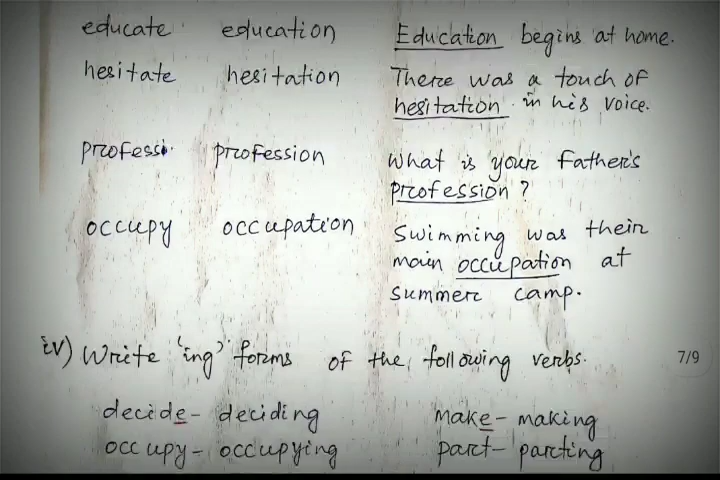 educate education Education begins at home.
hesitate hesitation There was a touch of
hesitation in his voice.
professi profession What is your Father's
profession?
occupy occupation Swimming was their
main occupation at
summer camp.
iv) Write 'ing' forms of the following verbs.
7/9
decide - deciding make - making
occupy - occupying part - parting